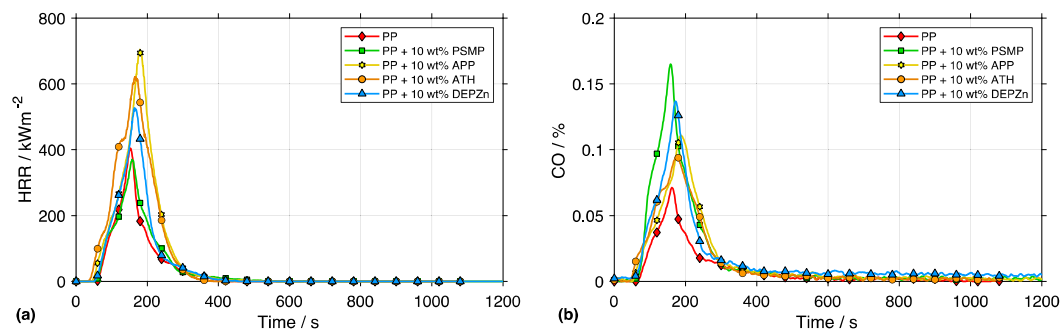 800
600
400
200
0
HRR / kWm⁻²
0 200 400 600 800 1000 1200
Time / s
(a)
PP
PP + 10 wt% PSMP
PP + 10 wt% APP
PP + 10 wt% ATH
PP + 10 wt% DEPZn
0.2
0.15
0.1
0.05
0
CO / %
0 200 400 600 800 1000 1200
Time / s
(b)
PP
PP + 10 wt% PSMP
PP + 10 wt% APP
PP + 10 wt% ATH
PP + 10 wt% DEPZn